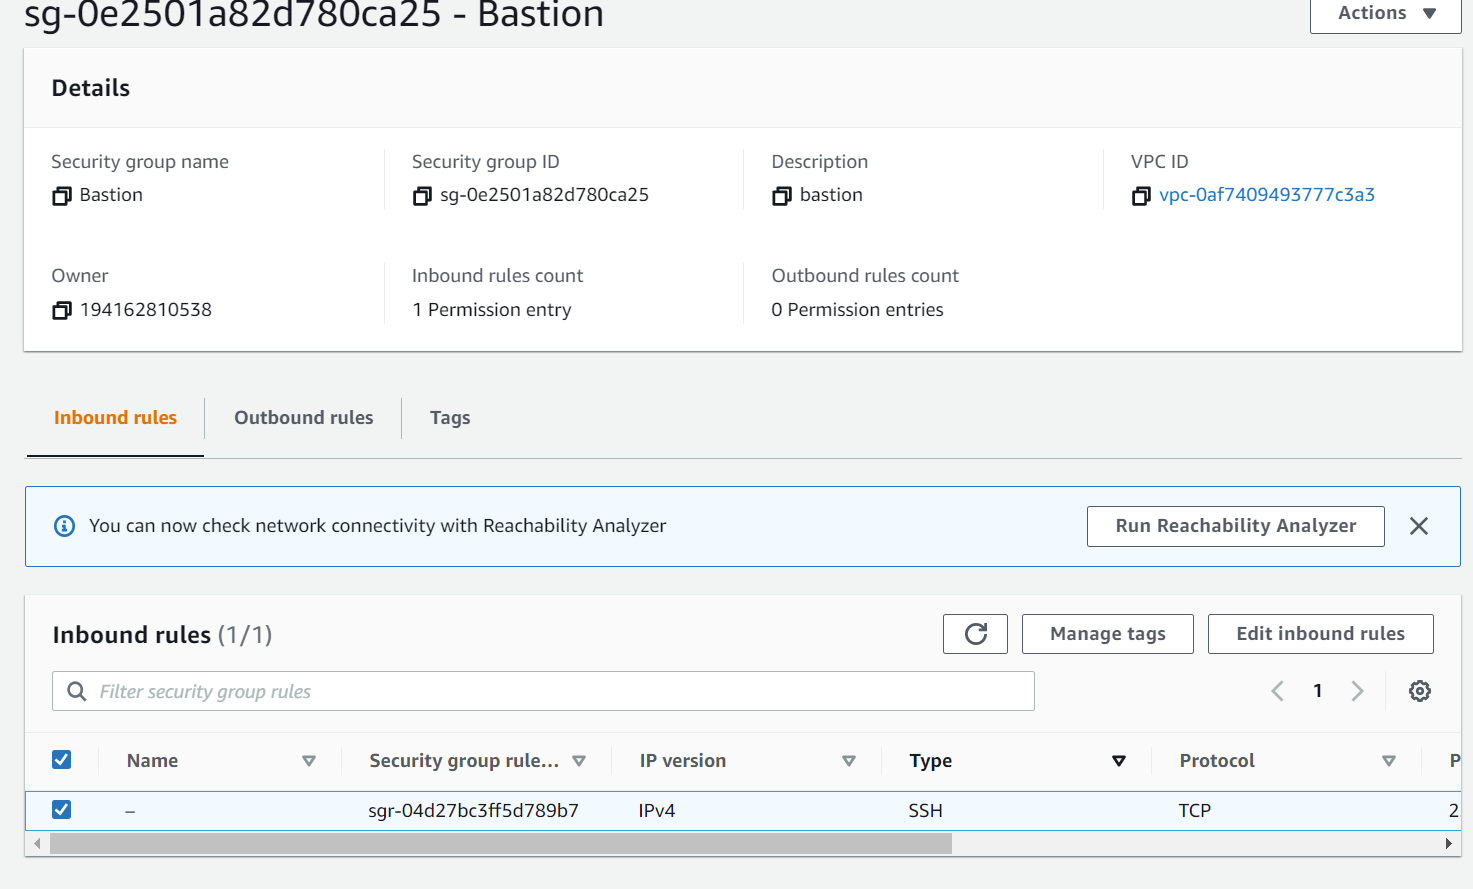 sg-0e2501a82d780ca25 - Bastion
Actions
Details
Security group name
Bastion
Security group ID
sg-0e2501a82d780ca25
Description
bastion
VPC ID
vpc-0af7409493777c3a3
Owner
194162810538
Inbound rules count
1 Permission entry
Outbound rules count
0 Permission entries
Inbound rules
Outbound rules
Tags
You can now check network connectivity with Reachability Analyzer
Run Reachability Analyzer
Inbound rules (1/1)
Manage tags
Edit inbound rules
Filter security group rules
1
Name
Security group rule...
IP version
Type
Protocol
P
–
sgr-04d27bc3ff5d789b7
IPv4
SSH
TCP
2